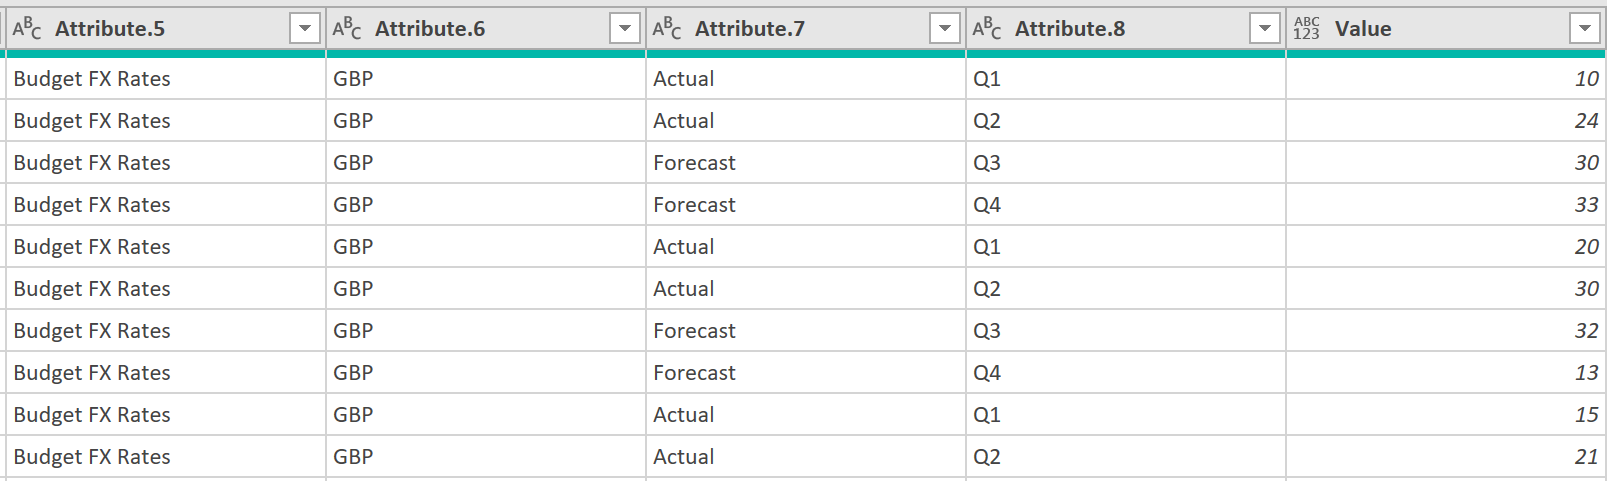 ABC Attribute.5 ABC Attribute.6 ABC Attribute.7 ABC Attribute.8 ABC 123 Value
Budget FX Rates GBP Actual Q1 10
Budget FX Rates GBP Actual Q2 24
Budget FX Rates GBP Forecast Q3 30
Budget FX Rates GBP Forecast Q4 33
Budget FX Rates GBP Actual Q1 20
Budget FX Rates GBP Actual Q2 30
Budget FX Rates GBP Forecast Q3 32
Budget FX Rates GBP Forecast Q4 13
Budget FX Rates GBP Actual Q1 15
Budget FX Rates GBP Actual Q2 21